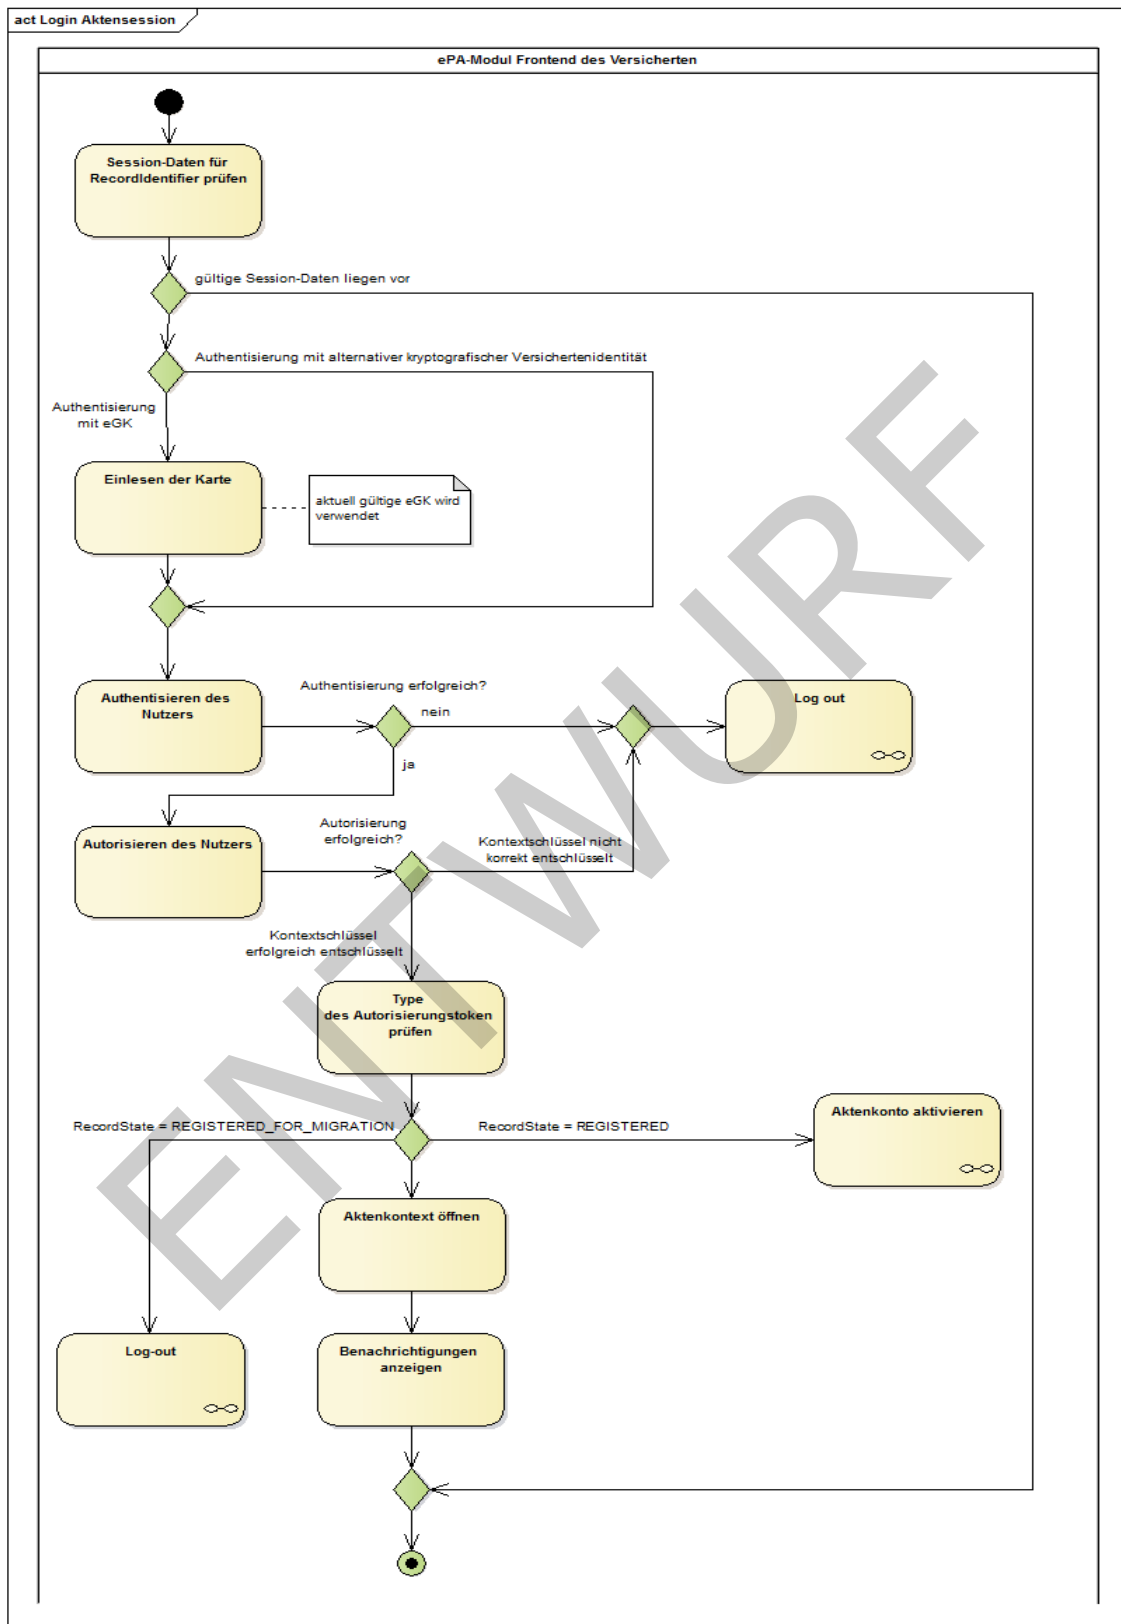 act Login Aktensession
ePA-Modul Frontend des Versicherten
Session-Daten für
RecordIdentifier prüfen
gültige Session-Daten liegen vor
Authentisierung mit alternativer kryptografischer Versichertenidentität
Authentisierung
mit eGK
Einlesen der Karte
aktuell gültige eGK wird
verwendet
Authentisieren des
Nutzers
Authentisierung erfolgreich?
nein
ja
Log out
Autorisieren des Nutzers
Autorisierung
erfolgreich?
Kontextschlüssel nicht
korrekt entschlüsselt
Kontextschlüssel
erfolgreich entschlüsselt
Type
des Autorisierungstoken
prüfen
RecordState = REGISTERED_FOR_MIGRATION
RecordState = REGISTERED
Aktenkonto aktivieren
Aktenkontext öffnen
Log-out
Benachrichtigungen
anzeigen
ENTWURF